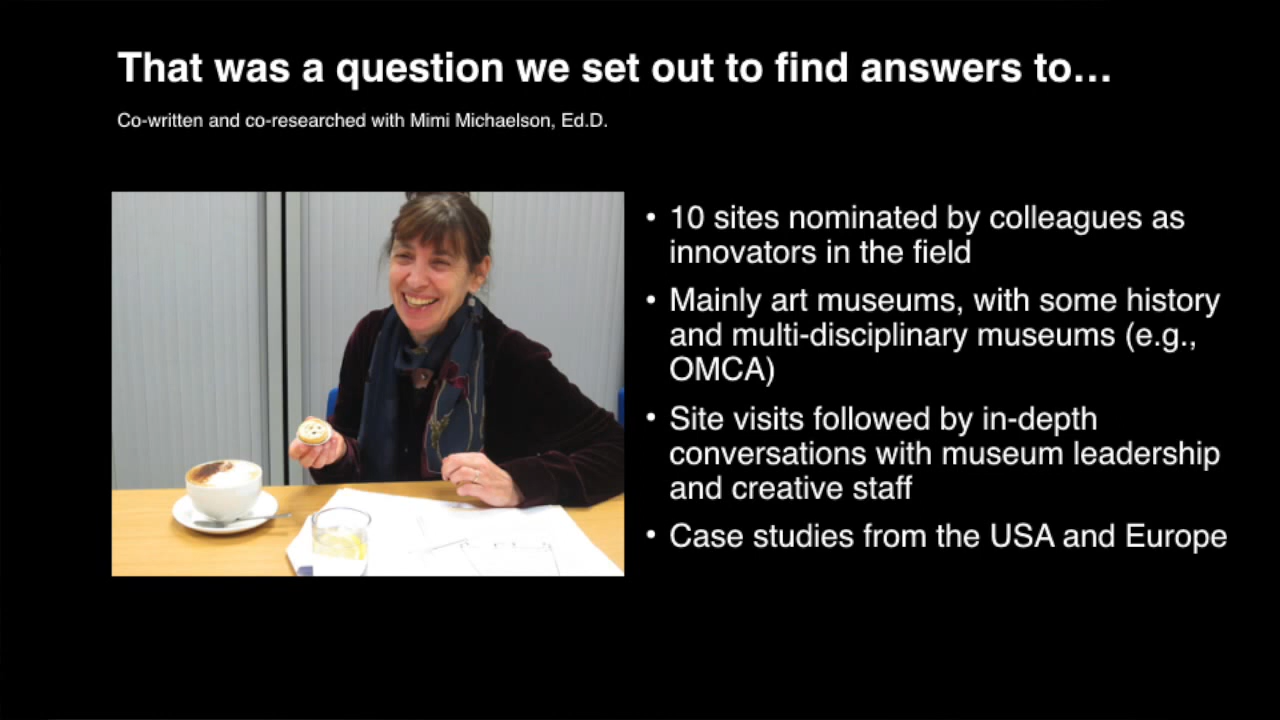 That was a question we set out to find answers to…
Co-written and co-researched with Mimi Michaelson, Ed.D.
• 10 sites nominated by colleagues as
innovators in the field
• Mainly art museums, with some history
and multi-disciplinary museums (e.g.,
OMCA)
• Site visits followed by in-depth
conversations with museum leadership
and creative staff
• Case studies from the USA and Europe